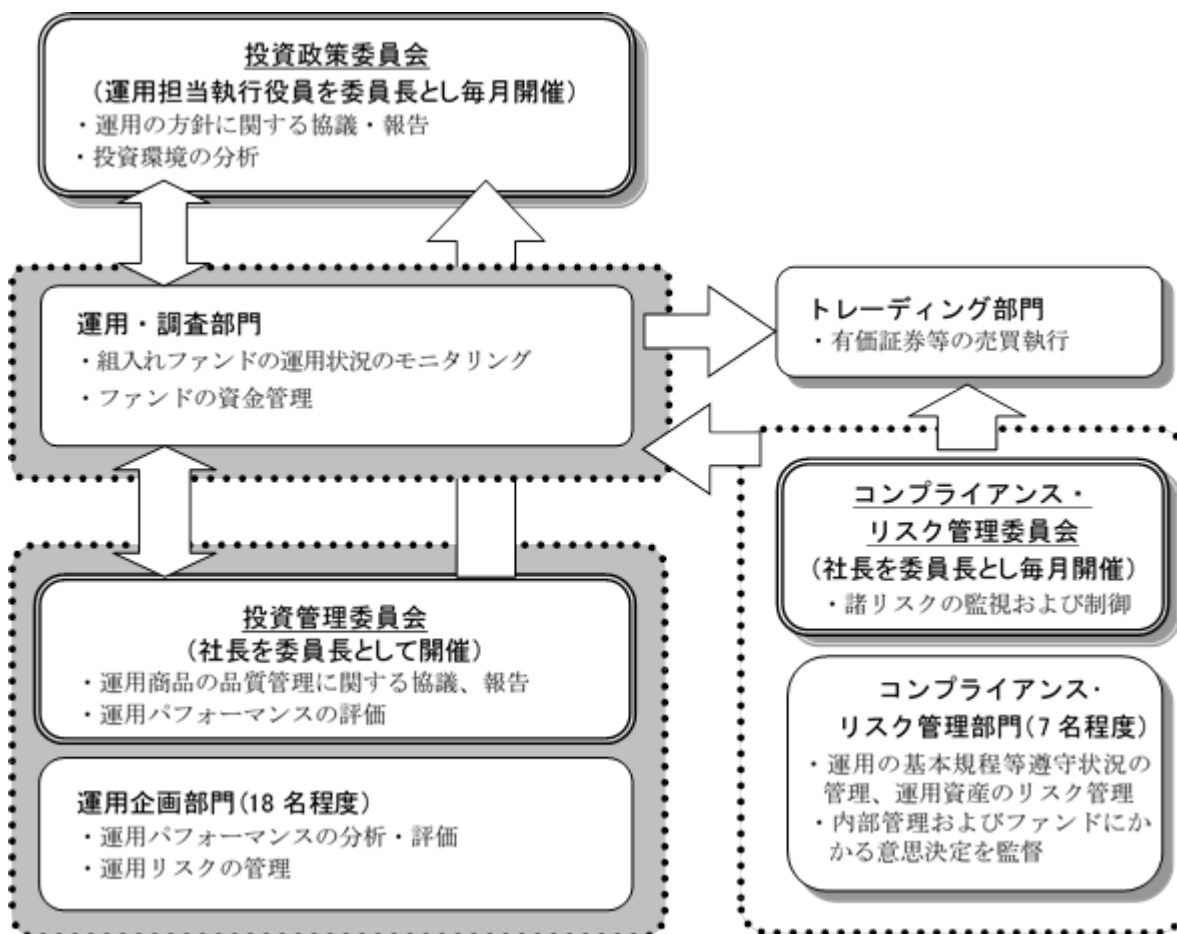 投資政策委員会
(運用担当執行役員を委員長とし毎月開催)
・運用の方針に関する協議・報告
・投資環境の分析
運用・調査部門
・組入れファンドの運用状況のモニタリング
・ファンドの資金管理
トレーディング部門
・有価証券等の売買執行
投資管理委員会
(社長を委員長として開催)
・運用商品の品質管理に関する協議、報告
・運用パフォーマンスの評価
運用企画部門(18名程度)
・運用パフォーマンスの分析・評価
・運用リスクの管理
コンプライアンス・
リスク管理委員会
(社長を委員長とし毎月開催)
・諸リスクの監視および制御
コンプライアンス・
リスク管理部門(7名程度)
・運用の基本規程等遵守状況の
管理、運用資産のリスク管理
・内部管理およびファンドにか
かる意思決定を監督